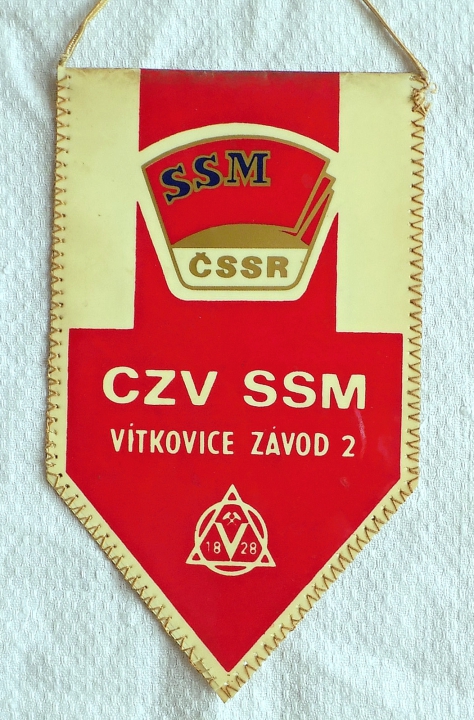 SSM
ČSSR
CZV SSM
VÍTKOVICE ZÁVOD 2
18 V 28